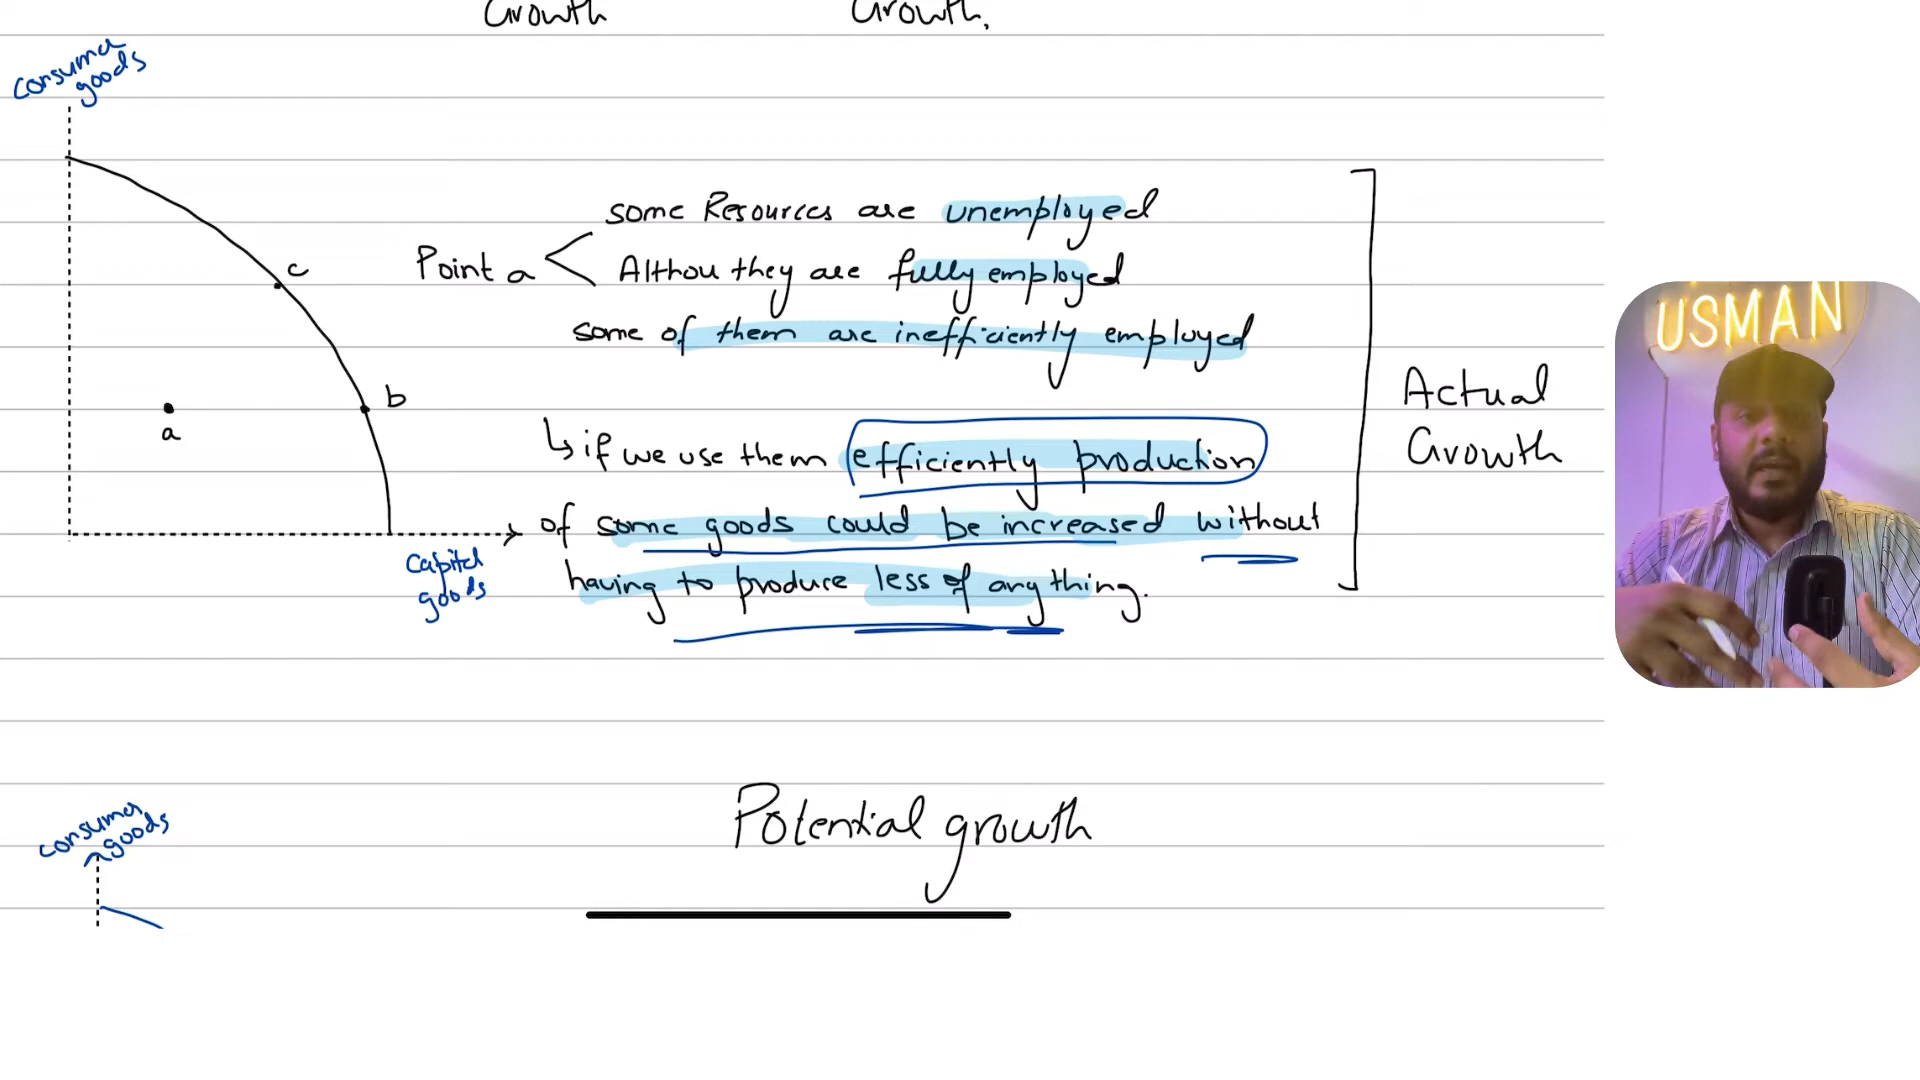 Growth Growth.
Consumer
goods
some Resources are unemployed
c
Point a
Althou they are fully employed
some of them are inefficiently employed
b
a
Actual
Growth
↳ if we use them efficiently production
of some goods could be increased without
Capital
goods
having to produce less of anything.
Potential growth
Consumer
goods
USMAN